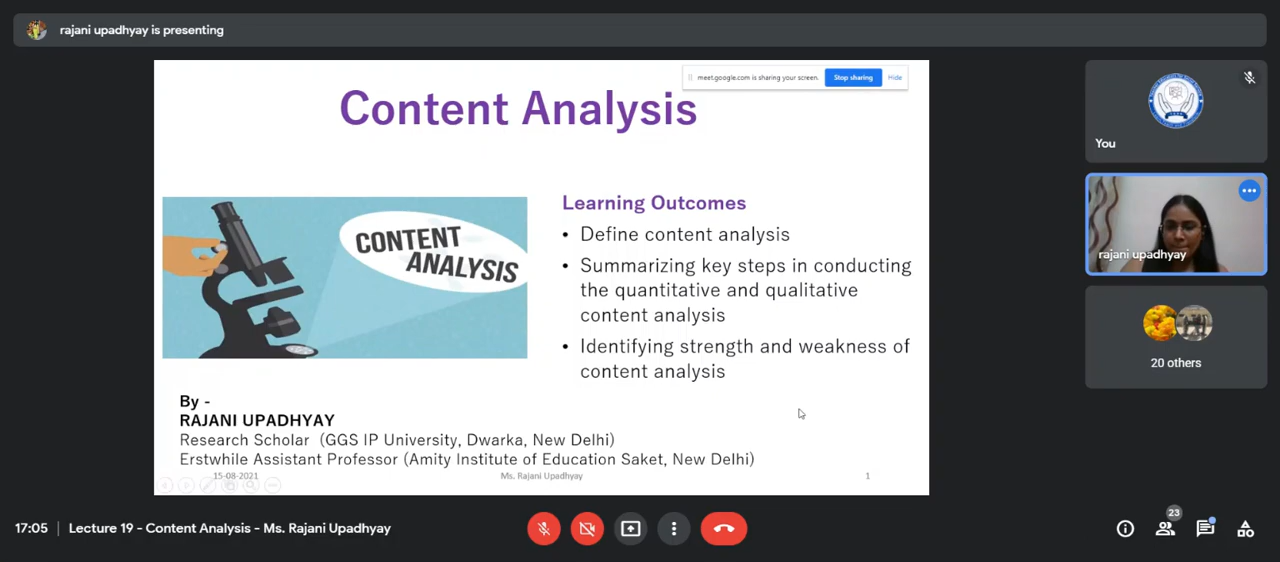 rajani upadhyay is presenting
meet.google.com is sharing your screen.
Stop sharing
Hide
Content Analysis
CONTENT
ANALYSIS
Learning Outcomes
• Define content analysis
• Summarizing key steps in conducting
the quantitative and qualitative
content analysis
• Identifying strength and weakness of
content analysis
By -
RAJANI UPADHYAY
Research Scholar (GGS IP University, Dwarka, New Delhi)
Erstwhile Assistant Professor (Amity Institute of Education Saket, New Delhi)
15-08-2021
Ms. Rajani Upadhyay
1
You
rajani upadhyay
20 others
17:05 | Lecture 19 - Content Analysis - Ms. Rajani Upadhyay
23